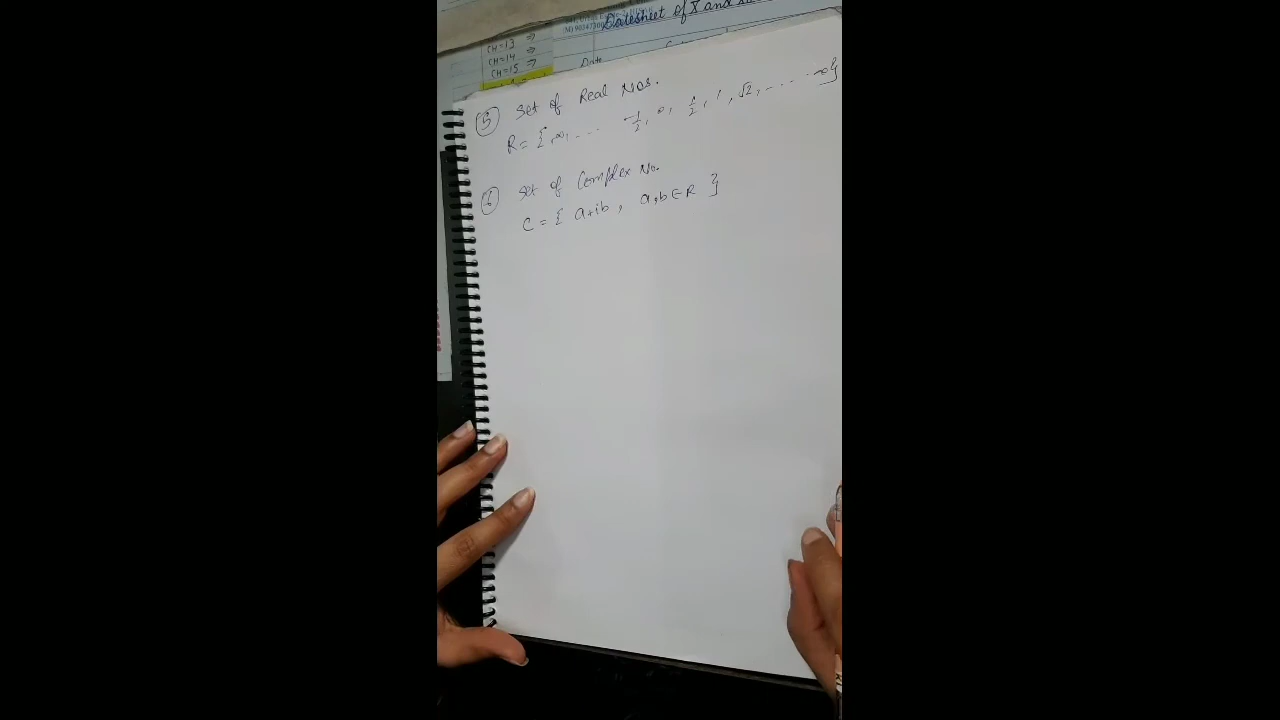 Datesheet of X and
CH=13 ⇒
CH=14 ⇒
CH=15 ⇒
Date
(5) Set of Real Nos.
R = { ,∞, ... -1/2, 0, 1/2, 1, √2, ..... ∞}
(6) Set of Complex No.
C = { a+ib , a,b ∈ R }